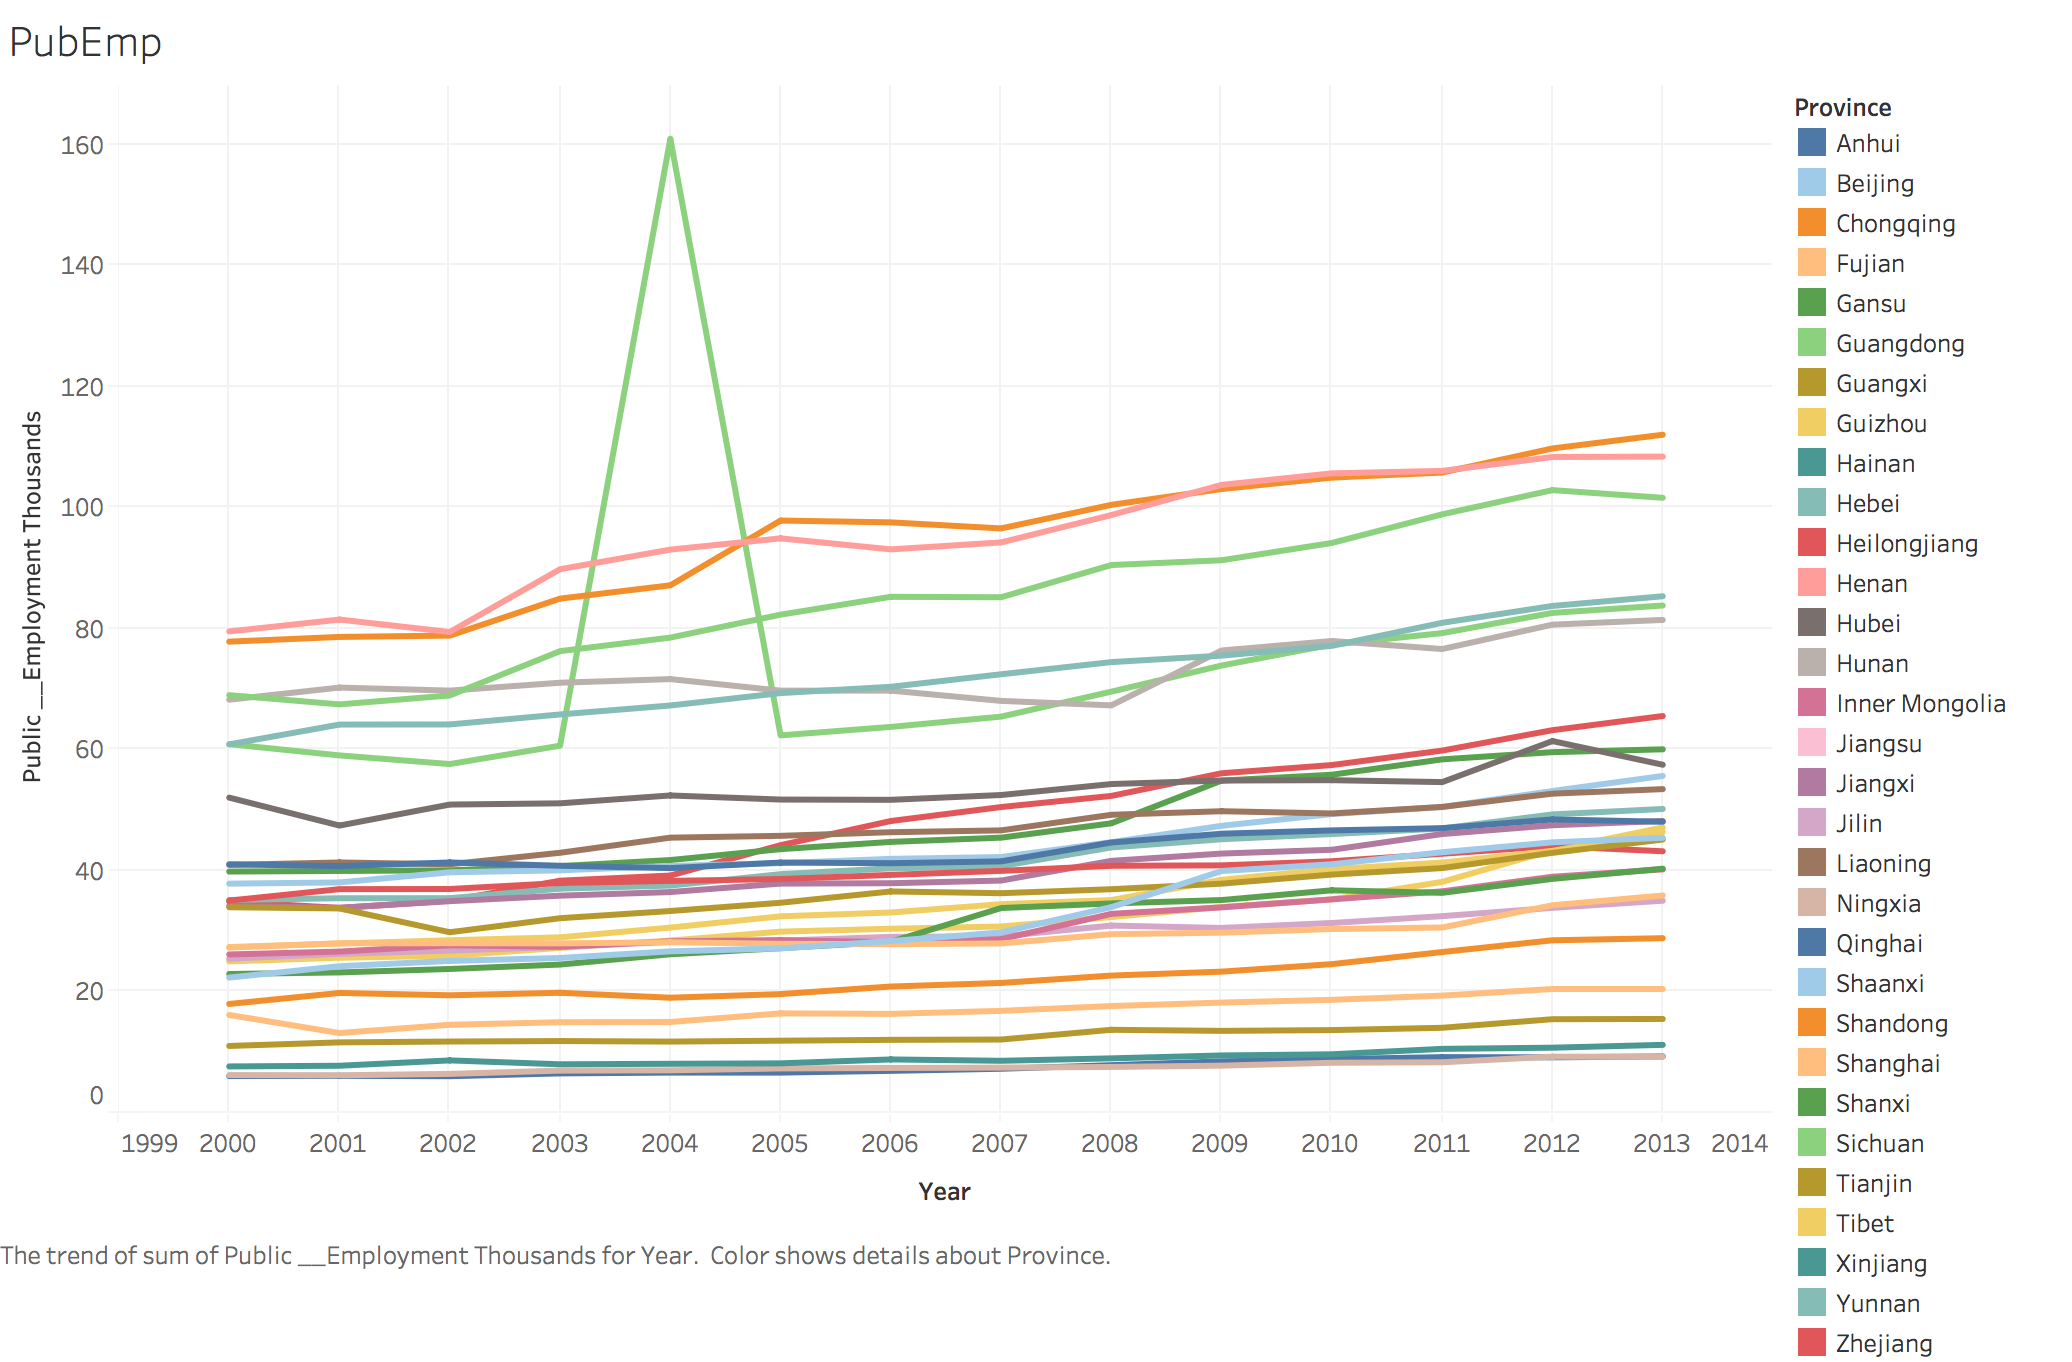 PubEmp
Public __Employment Thousands
160
140
120
100
80
60
40
20
0
1999 2000 2001 2002 2003 2004 2005 2006 2007 2008 2009 2010 2011 2012 2013 2014
Year
The trend of sum of Public __Employment Thousands for Year.  Color shows details about Province.
Province
Anhui
Beijing
Chongqing
Fujian
Gansu
Guangdong
Guangxi
Guizhou
Hainan
Hebei
Heilongjiang
Henan
Hubei
Hunan
Inner Mongolia
Jiangsu
Jiangxi
Jilin
Liaoning
Ningxia
Qinghai
Shaanxi
Shandong
Shanghai
Shanxi
Sichuan
Tianjin
Tibet
Xinjiang
Yunnan
Zhejiang